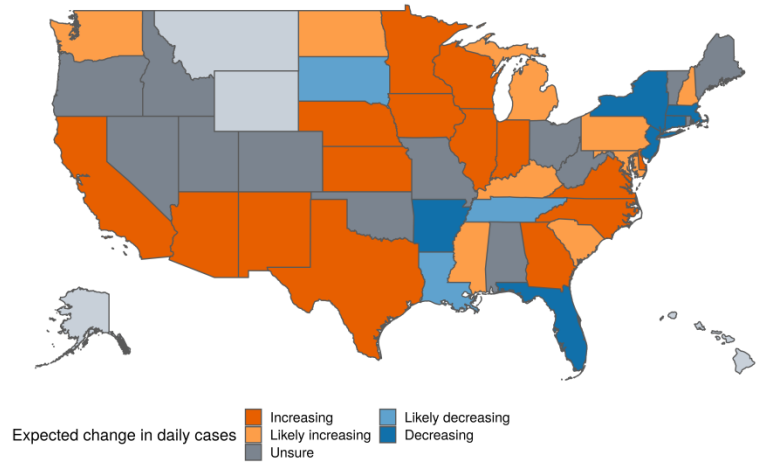 Expected change in daily cases
Increasing
Likely increasing
Unsure
Likely decreasing
Decreasing